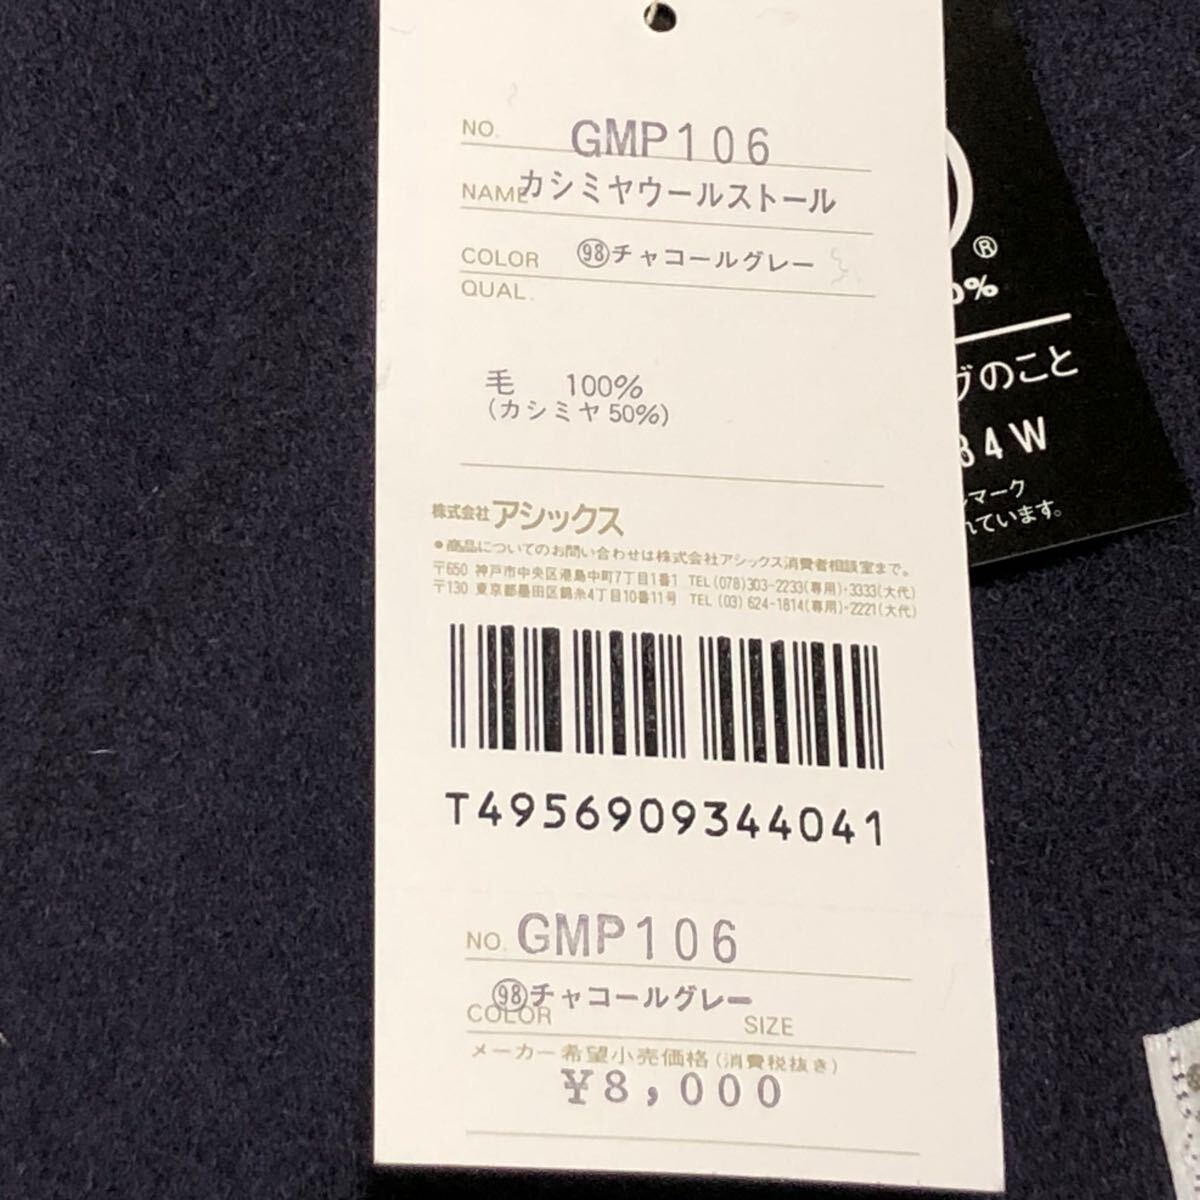 NO. GMP106
NAME カシミヤウールストール
COLOR ㊘チャコールグレー
QUAL.
毛 100%
(カシミヤ50%)
株式会社アシックス
●商品についてのお問い合わせは株式会社アシックス消費者相談室まで。
〒650 神戸市中央区港島中町7丁目1番1 TEL(078)303-2233(専用)・3333(大代)
〒130 東京都墨田区錦糸4丁目10番11号 TEL (03) 624-1814(専用)・2221(大代)
T4956909344041
NO. GMP106
98チャコールグレー
COLOR SIZE
メーカー希望小売価格(消費税抜き)
¥8,000
®
0%
のこと
84W
マーク
れています。